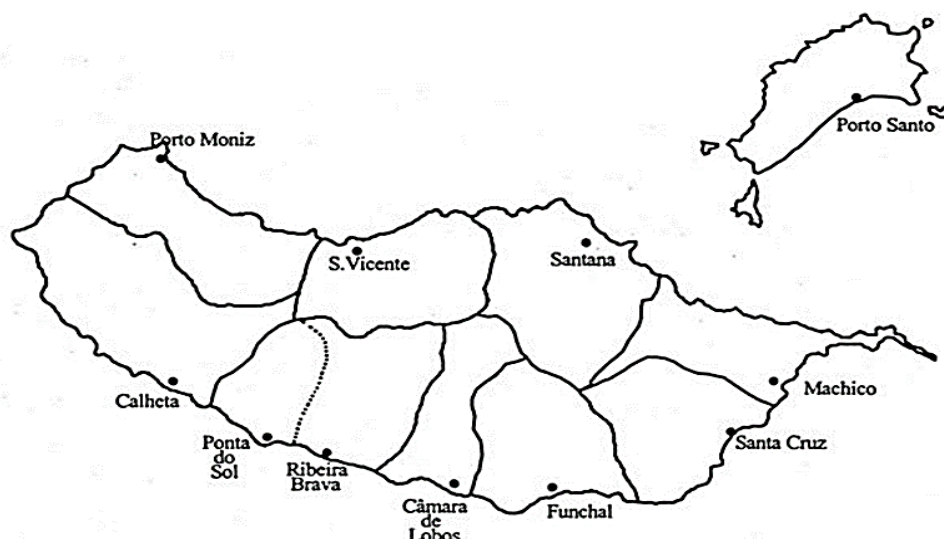 Porto Moniz
Porto Santo
S.Vicente
Santana
Calheta
Machico
Ponta
do
Sol
Ribeira
Brava
Santa Cruz
Câmara
de
Lobos
Funchal